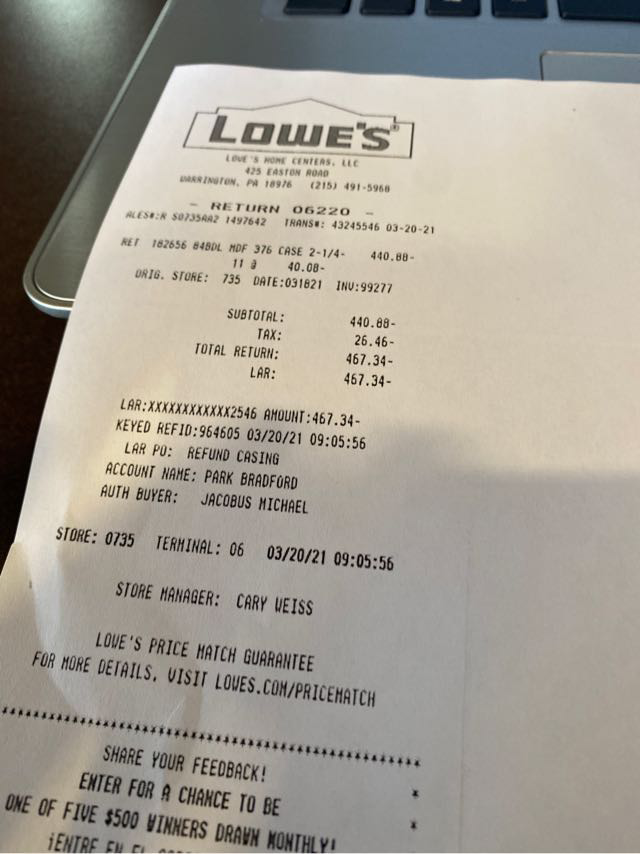 LOWE'S®
LOWE'S HOME CENTERS, LLC
425 EASTON ROAD
WARRINGTON, PA 18976 (215) 491-5968
- RETURN 06220 -
ALES#:R S0735AA2 1497642 TRANS#: 43245546 03-20-21
RET 182656 848DL MDF 376 CASE 2-1/4- 440.88-
11 @ 40.08-
ORIG. STORE: 735 DATE:031821 INV:99277
SUBTOTAL: 440.88-
TAX: 26.46-
TOTAL RETURN: 467.34-
LAR: 467.34-
LAR:XXXXXXXXXXXX2546 AMOUNT:467.34-
KEYED REFID:964605 03/20/21 09:05:56
LAR PO: REFUND CASING
ACCOUNT NAME: PARK BRADFORD
AUTH BUYER: JACOBUS MICHAEL
STORE: 0735 TERMINAL: 06 03/20/21 09:05:56
STORE MANAGER: CARY WEISS
LOWE'S PRICE MATCH GUARANTEE
FOR MORE DETAILS, VISIT LOWES.COM/PRICEMATCH
SHARE YOUR FEEDBACK!
ENTER FOR A CHANCE TO BE
ONE OF FIVE $500 WINNERS DRAWN MONTHLY!
¡ENTRE EN EL